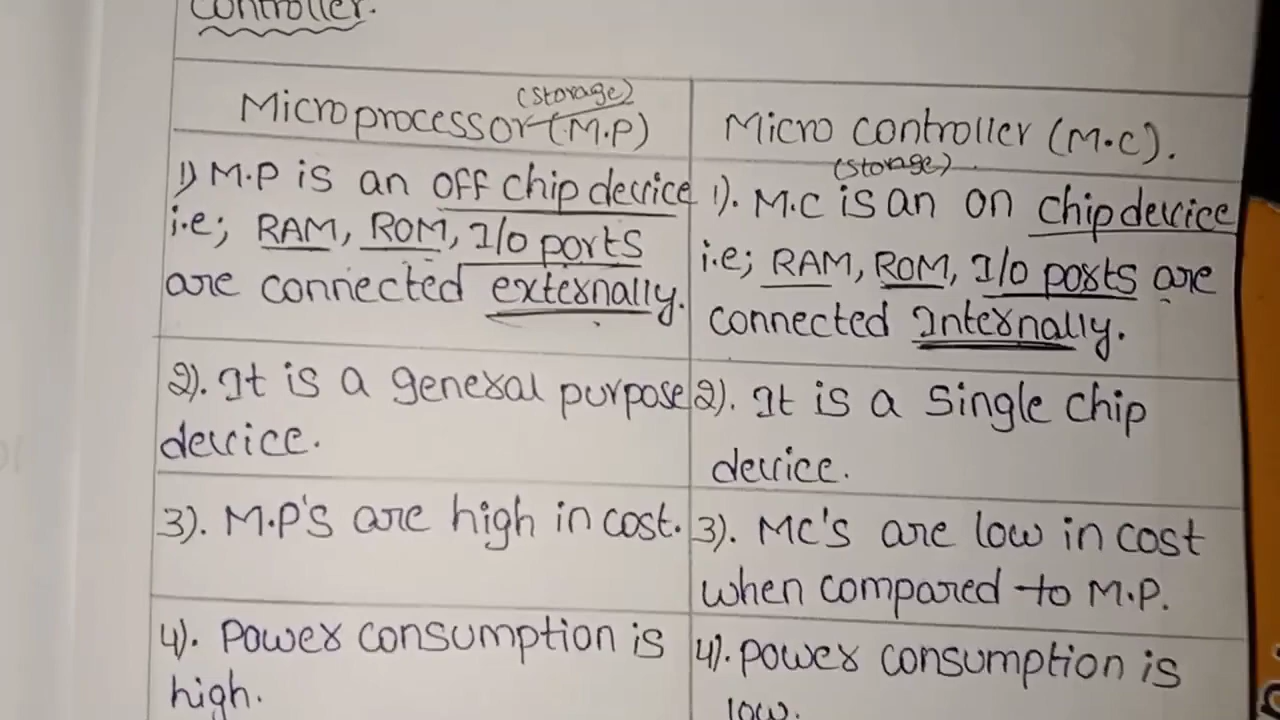 Controller.
(Storage)
Microprocessor (M.P)
1) M.P is an off chip device
i.e; RAM, ROM, I/o ports
are connected externally.
2). It is a general purpose
device.
3). M.P's are high in cost.
4). Power consumption is
high.
Micro controller (M.C).
(storage)
1). M.C is an on chip device
i.e; RAM, ROM, I/o ports are
connected Internally.
2). It is a Single chip
device.
3). MC's are low in cost
when compared to M.P.
4). power consumption is
low.